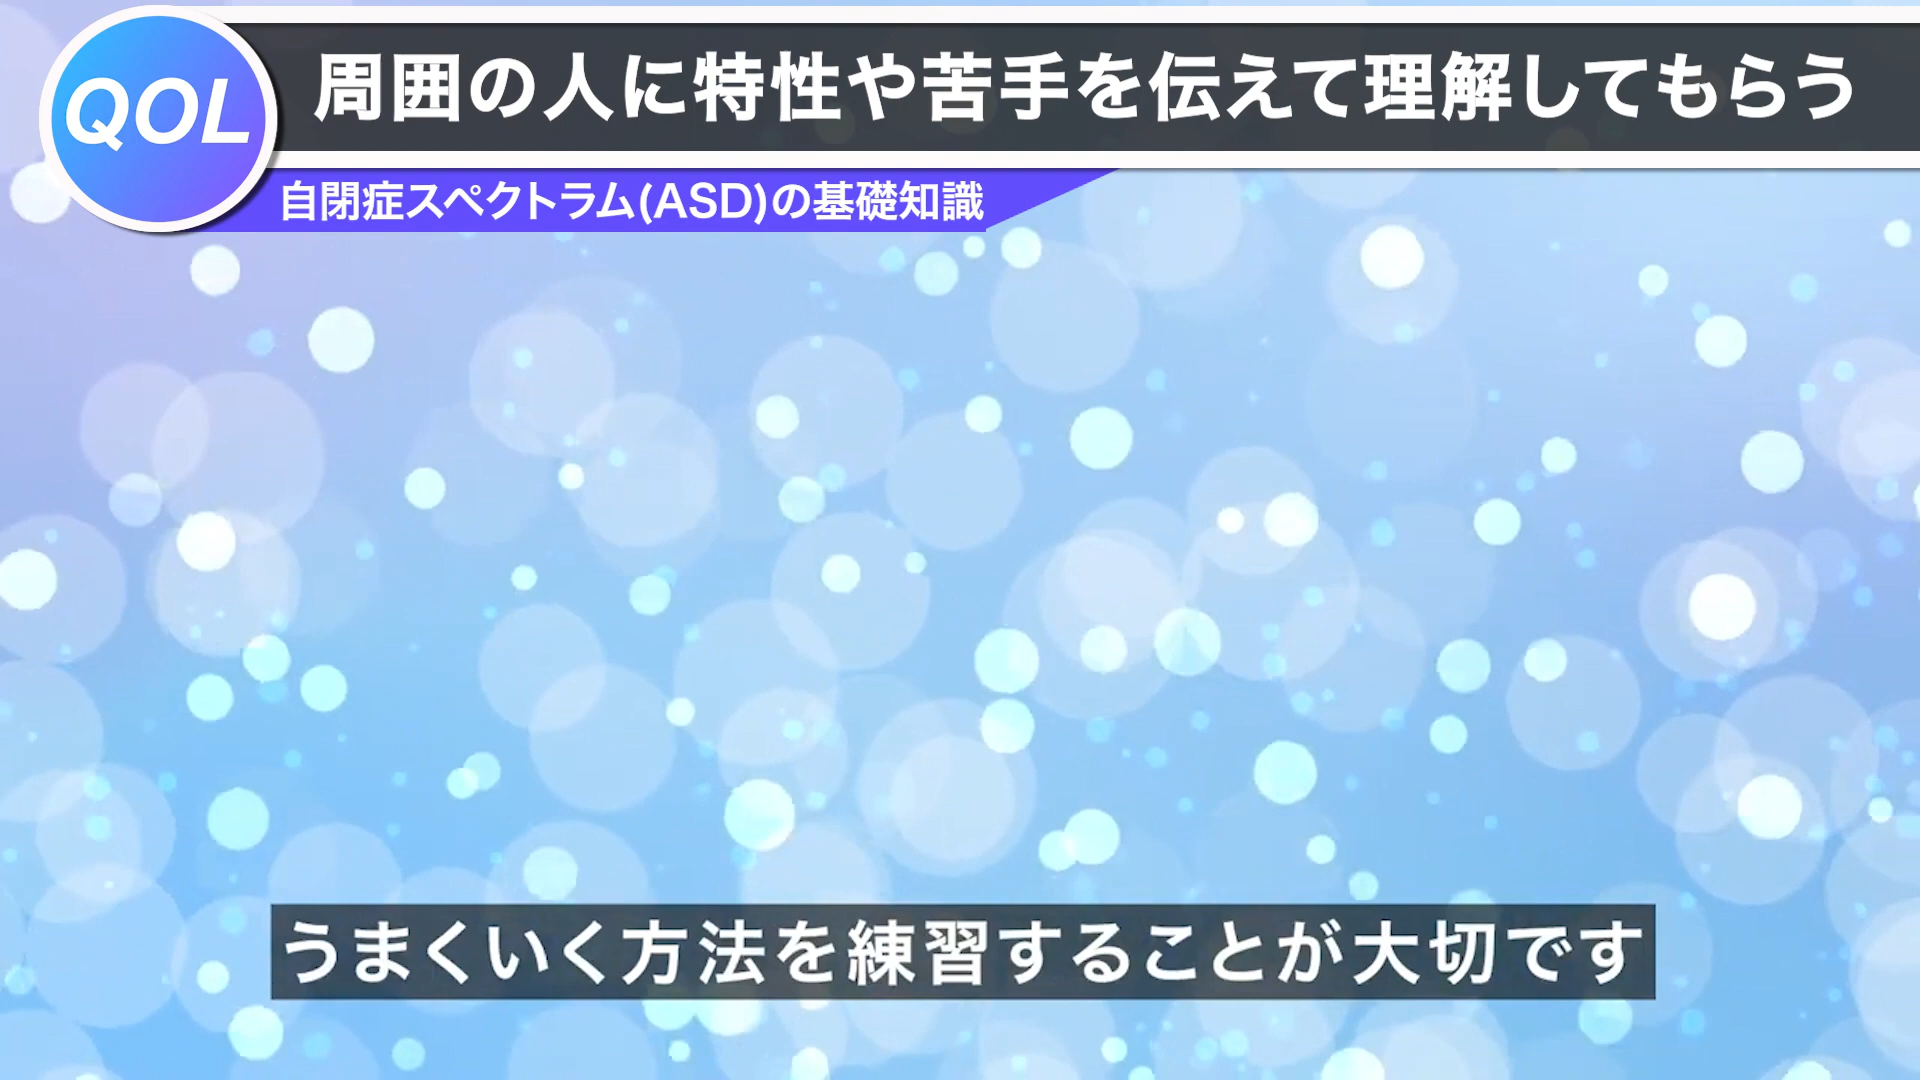 QOL
周囲の人に特性や苦手を伝えて理解してもらう
自閉症スペクトラム(ASD)の基礎知識
うまくいく方法を練習することが大切です